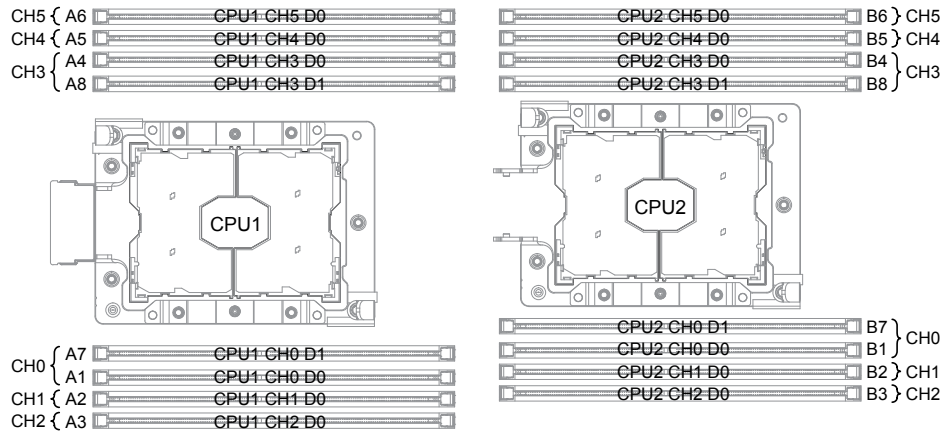 CH5 { A6 CPU1 CH5 D0
CH4 { A5 CPU1 CH4 D0
CH3 { A4 CPU1 CH3 D0
A8 CPU1 CH3 D1
CPU2 CH5 D0 B6 } CH5
CPU2 CH4 D0 B5 } CH4
CPU2 CH3 D0 B4 } CH3
CPU2 CH3 D1 B8
CPU1
CPU2
CH0 { A7 CPU1 CH0 D1
A1 CPU1 CH0 D0
CH1 { A2 CPU1 CH1 D0
CH2 { A3 CPU1 CH2 D0
CPU2 CH0 D1 B7 } CH0
CPU2 CH0 D0 B1
CPU2 CH1 D0 B2 } CH1
CPU2 CH2 D0 B3 } CH2